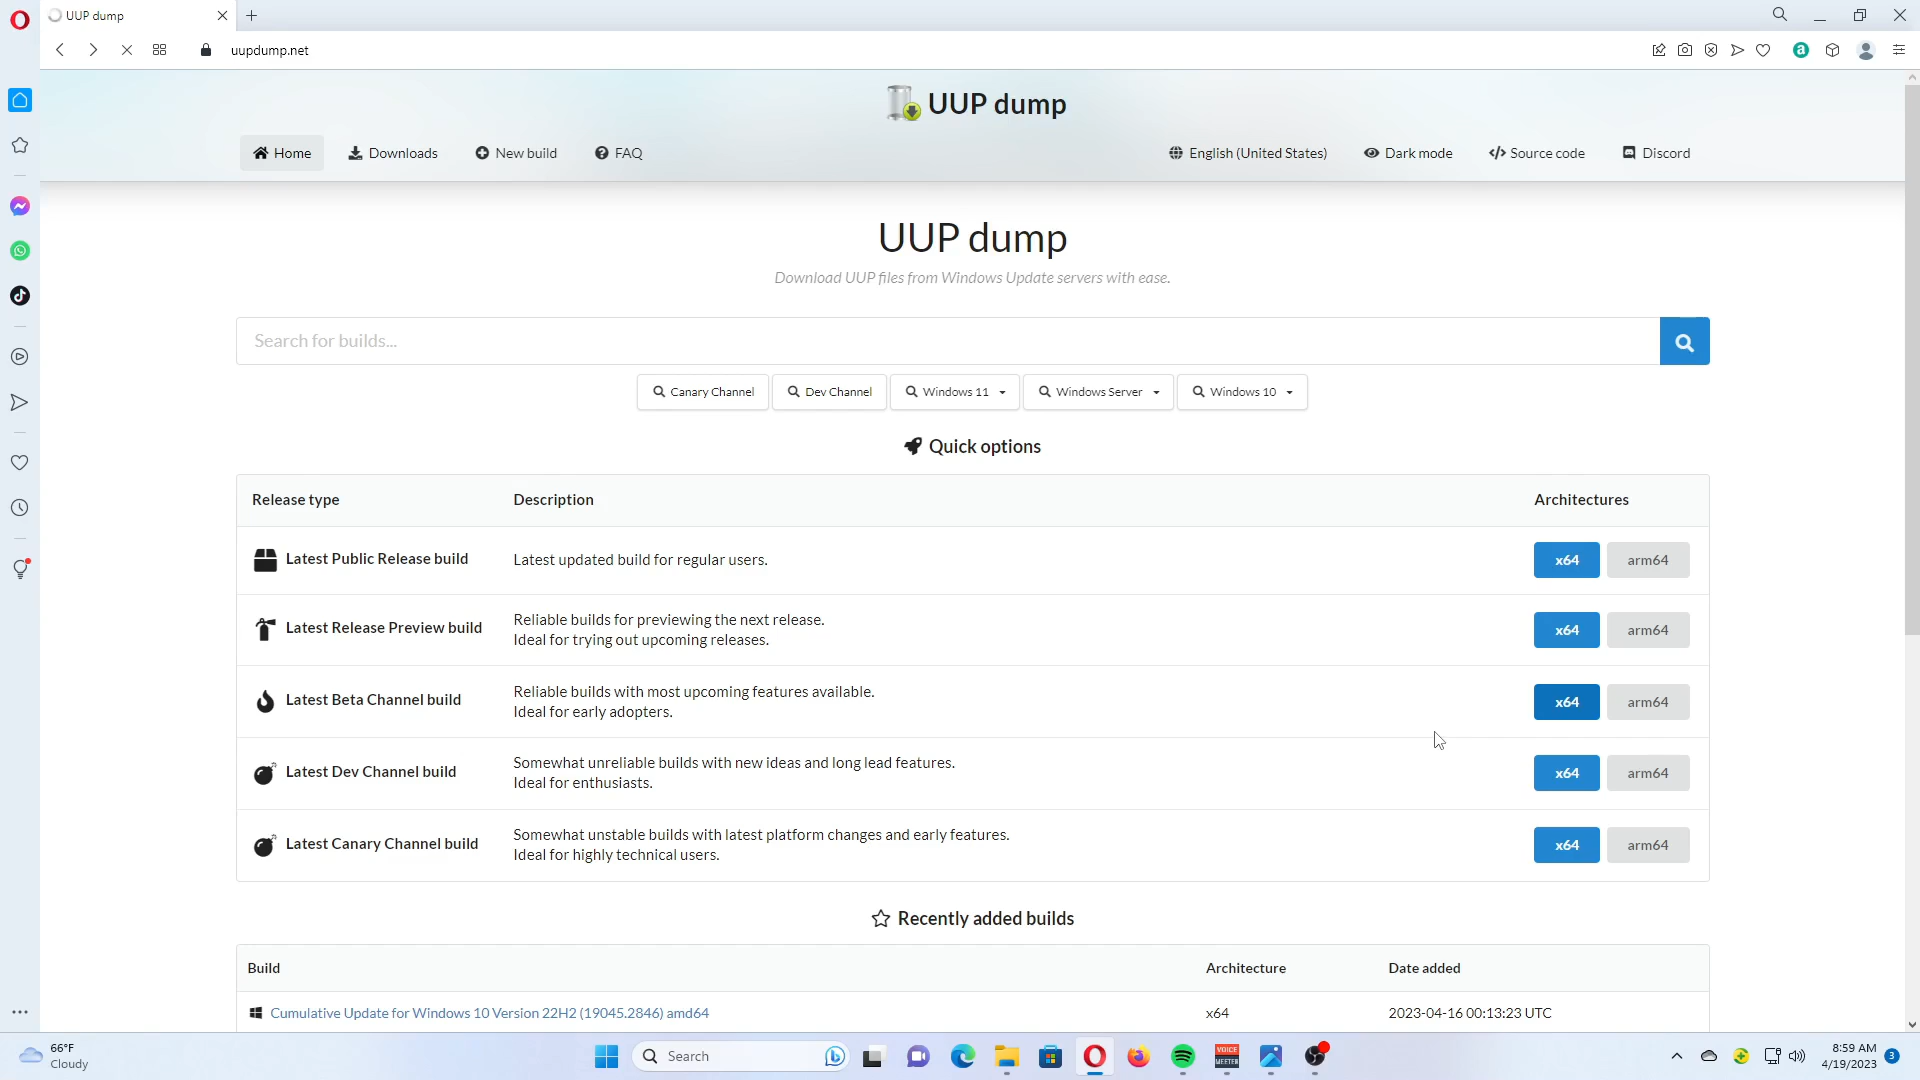 UUP dump
uupdump.net
UUP dump
Home Downloads New build FAQ English (United States) Dark mode Source code Discord
UUP dump
Download UUP files from Windows Update servers with ease.
Search for builds...
Canary Channel Dev Channel Windows 11 Windows Server Windows 10
Quick options
Release type Description Architectures
Latest Public Release build Latest updated build for regular users. x64 arm64
Latest Release Preview build Reliable builds for previewing the next release. x64 arm64
Ideal for trying out upcoming releases.
Latest Beta Channel build Reliable builds with most upcoming features available. x64 arm64
Ideal for early adopters.
Latest Dev Channel build Somewhat unreliable builds with new ideas and long lead features. x64 arm64
Ideal for enthusiasts.
Latest Canary Channel build Somewhat unstable builds with latest platform changes and early features. x64 arm64
Ideal for highly technical users.
Recently added builds
Build Architecture Date added
Cumulative Update for Windows 10 Version 22H2 (19045.2846) amd64 x64 2023-04-16 00:13:23 UTC
66°F
Cloudy
Search
VOICE
MEETER
8:59 AM
4/19/2023
3